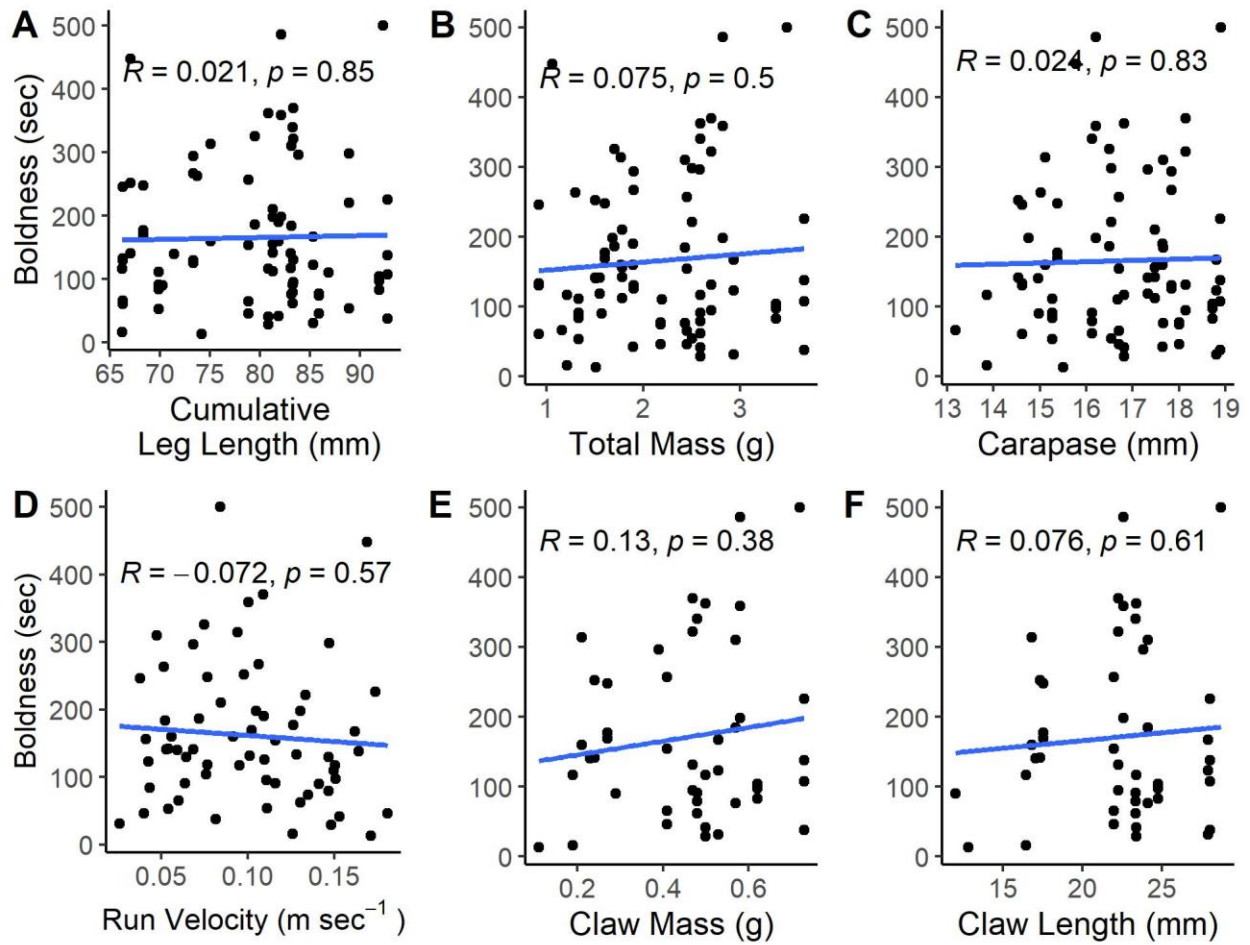 A
R = 0.021, p = 0.85
Boldness (sec)
500
400
300
200
100
0
65 70 75 80 85 90
Cumulative
Leg Length (mm)
B
R = 0.075, p = 0.5
500
400
300
200
100
0
1 2 3
Total Mass (g)
C
R = 0.024, p = 0.83
500
400
300
200
100
0
13 14 15 16 17 18 19
Carapase (mm)
D
R = −0.072, p = 0.57
Boldness (sec)
500
400
300
200
100
0
0.05 0.10 0.15
Run Velocity (m sec⁻¹ )
E
R = 0.13, p = 0.38
500
400
300
200
100
0
0.2 0.4 0.6
Claw Mass (g)
F
R = 0.076, p = 0.61
500
400
300
200
100
0
15 20 25
Claw Length (mm)